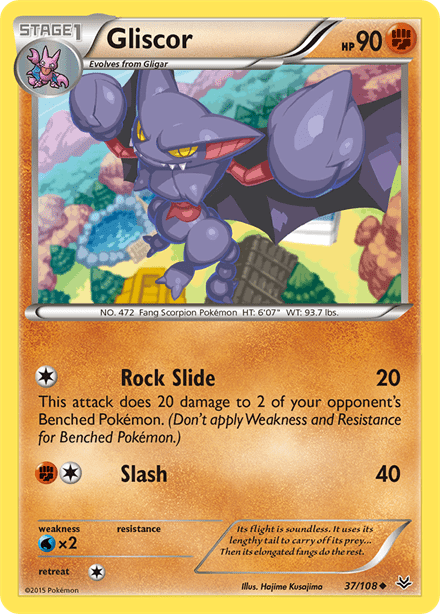 STAGE1
Gliscor
HP 90
Evolves from Gligar
NO. 472 Fang Scorpion Pokémon HT: 6'07" WT: 93.7 lbs.
Rock Slide 20
This attack does 20 damage to 2 of your opponent's
Benched Pokémon. (Don't apply Weakness and Resistance
for Benched Pokémon.)
Slash 40
weakness resistance
×2
retreat
Its flight is soundless. It uses its
lengthy tail to carry off its prey...
Then its elongated fangs do the rest.
©2015 Pokémon
Illus. Hajime Kusajima
37/108